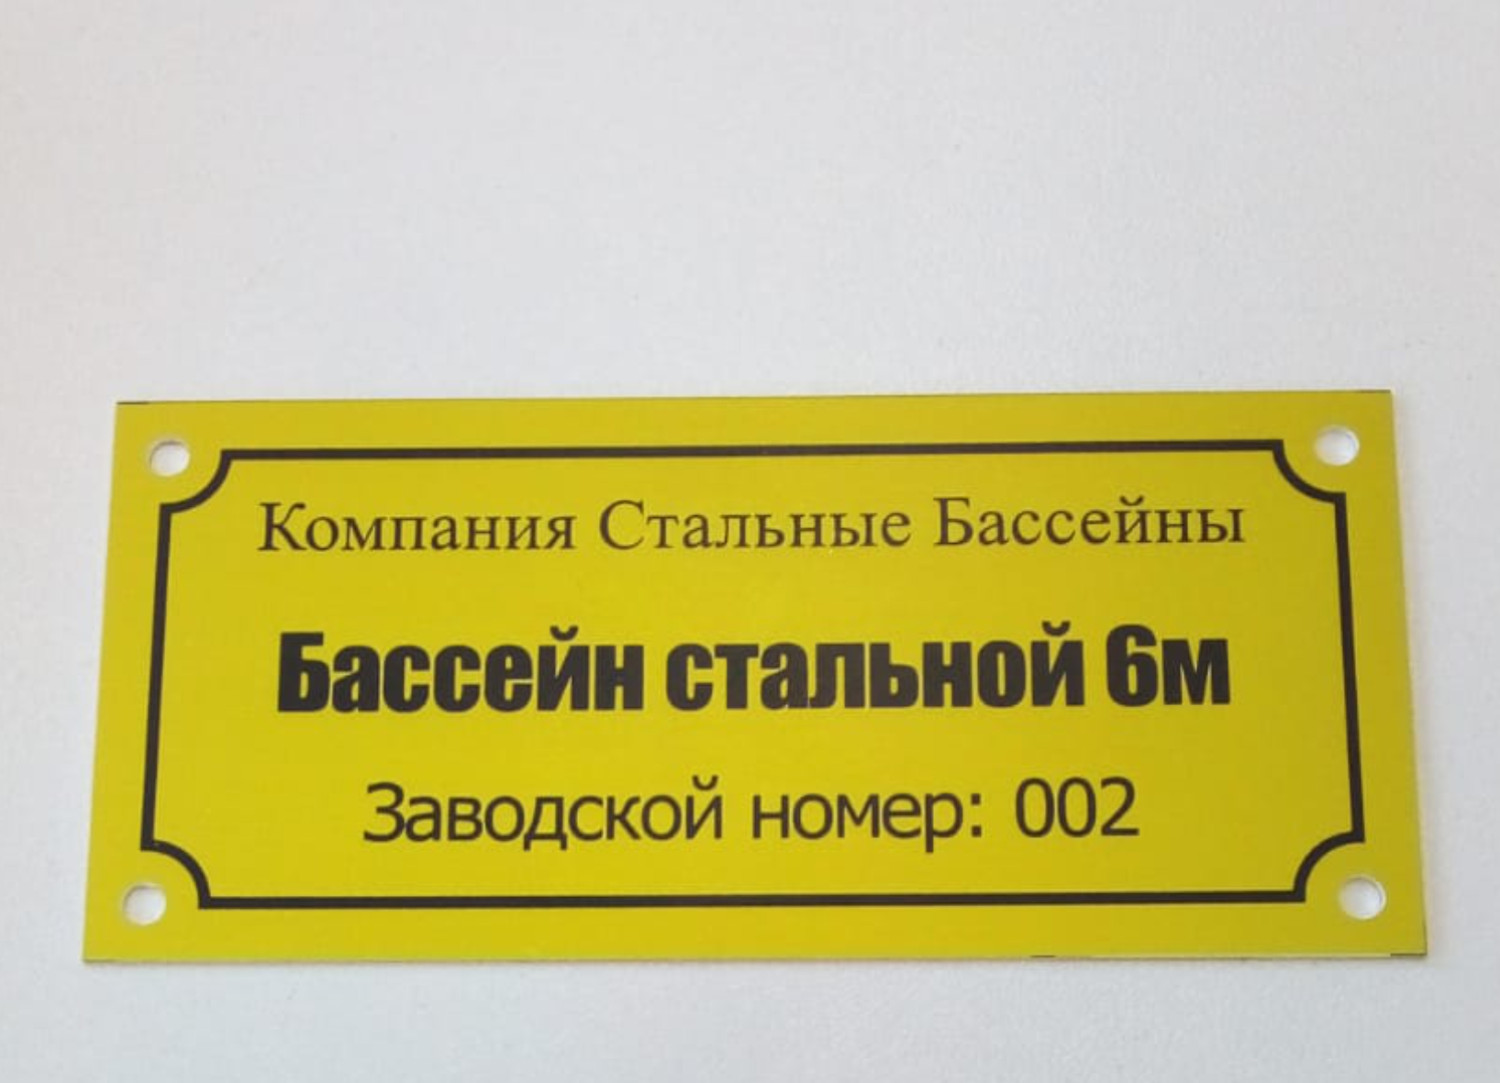 Компания Стальные Бассейны
Бассейн стальной 6м
Заводской номер: 002